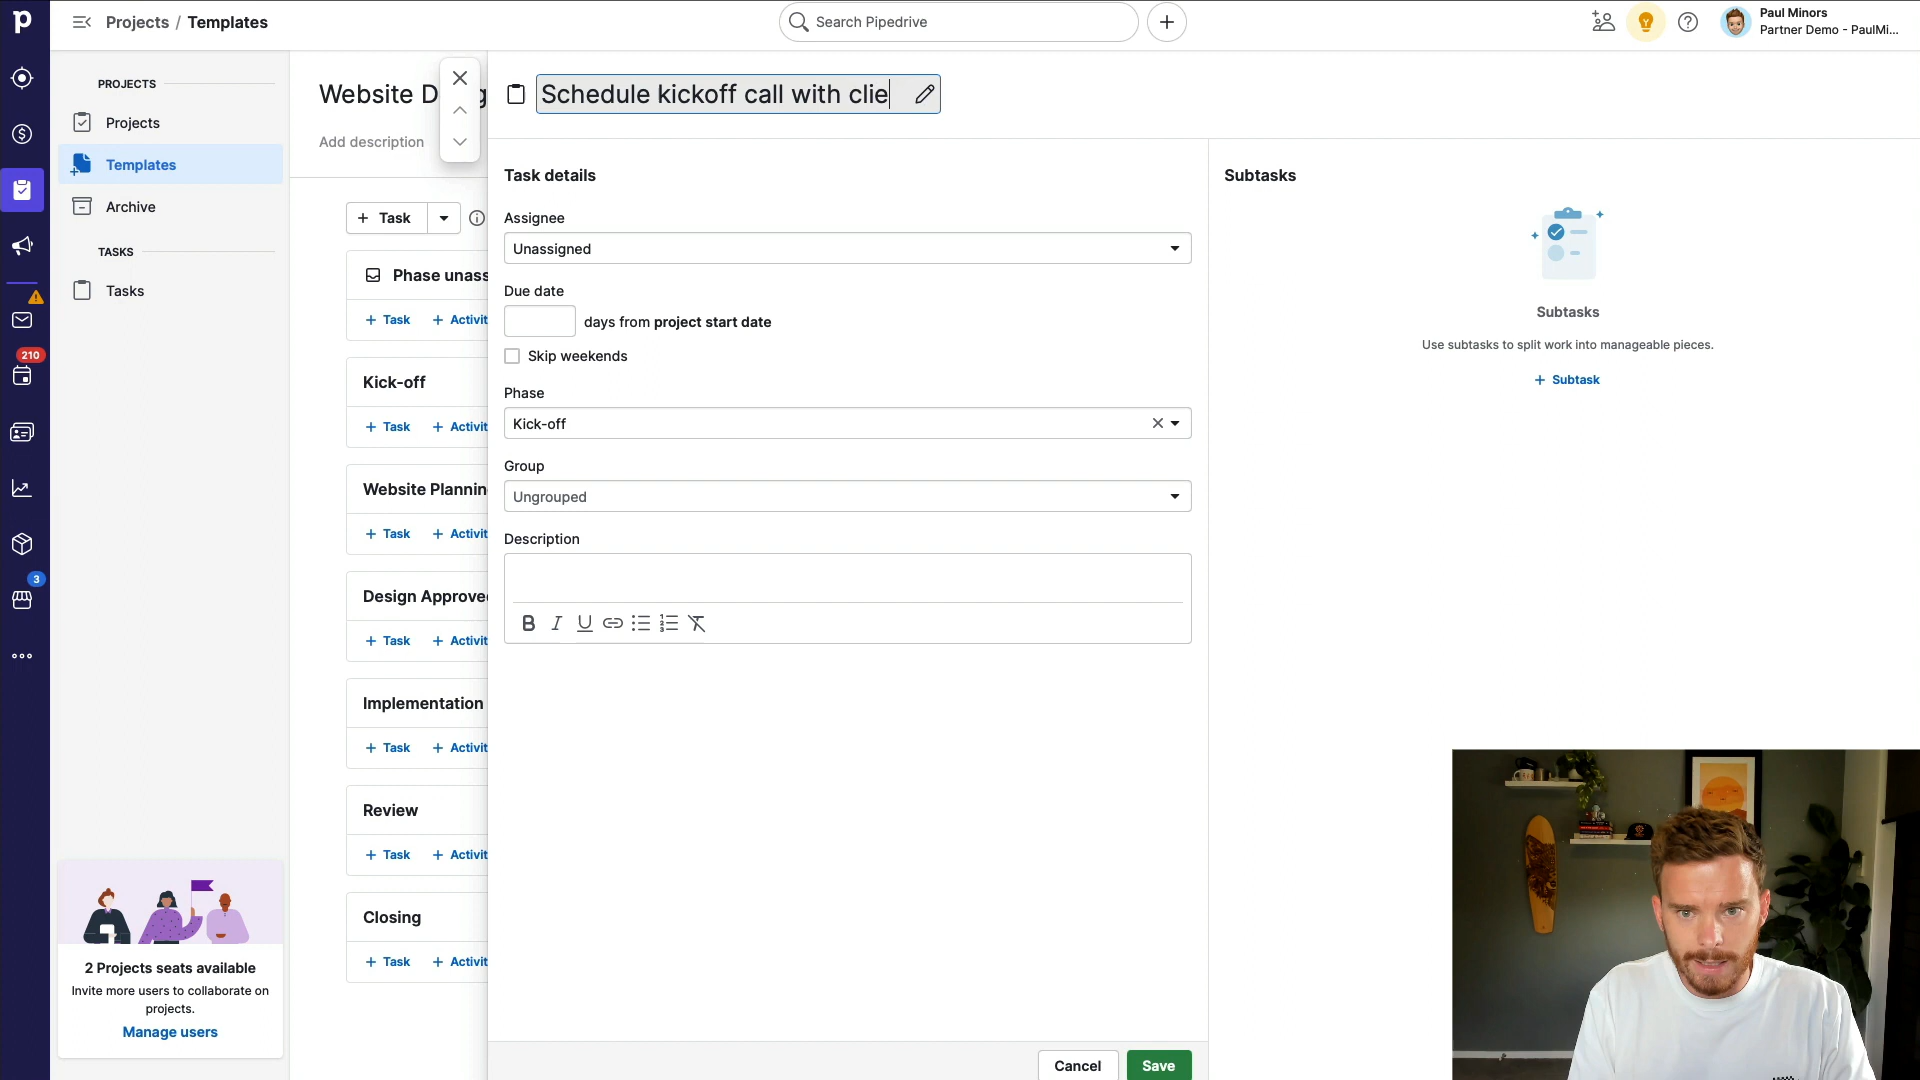 Projects / Templates
Search Pipedrive
Paul Minors
Partner Demo - PaulMi...
PROJECTS
Projects
Templates
Archive
TASKS
Tasks
210
3
2 Projects seats available
Invite more users to collaborate on
projects.
Manage users
Website D
g
Add description
+ Task
Phase unass
+ Task + Activit
Kick-off
+ Task + Activit
Website Plannin
+ Task + Activit
Design Approve
+ Task + Activit
Implementation
+ Task + Activit
Review
+ Task + Activit
Closing
+ Task + Activit
Schedule kickoff call with clie
Task details
Assignee
Unassigned
Due date
days from project start date
Skip weekends
Phase
Kick-off
Group
Ungrouped
Description
B I U
Cancel
Save
Subtasks
Subtasks
Use subtasks to split work into manageable pieces.
+ Subtask